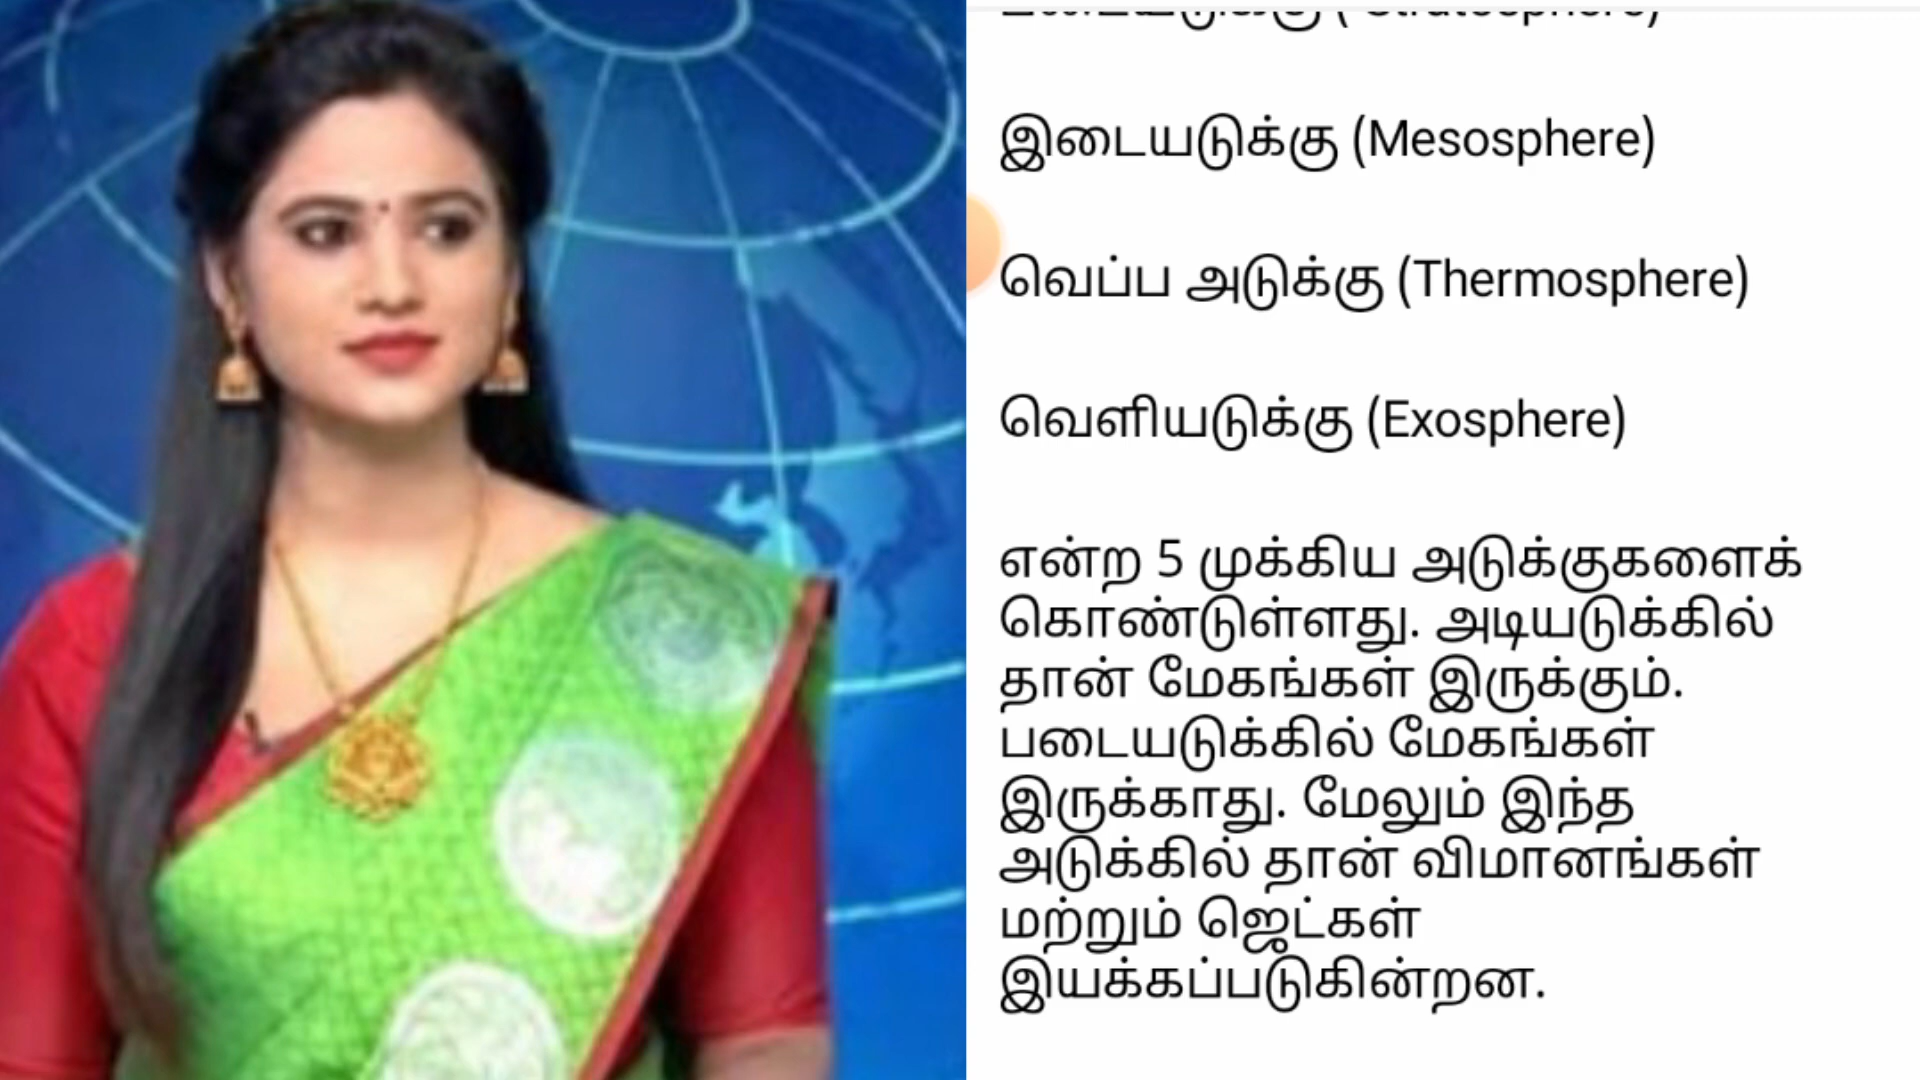 இடையடுக்கு (Mesosphere)
வெப்ப அடுக்கு (Thermosphere)
வெளியடுக்கு (Exosphere)
என்ற 5 முக்கிய அடுக்குகளைக்
கொண்டுள்ளது. அடியடுக்கில்
தான் மேகங்கள் இருக்கும்.
படையடுக்கில் மேகங்கள்
இருக்காது. மேலும் இந்த
அடுக்கில் தான் விமானங்கள்
மற்றும் ஜெட்கள்
இயக்கப்படுகின்றன.